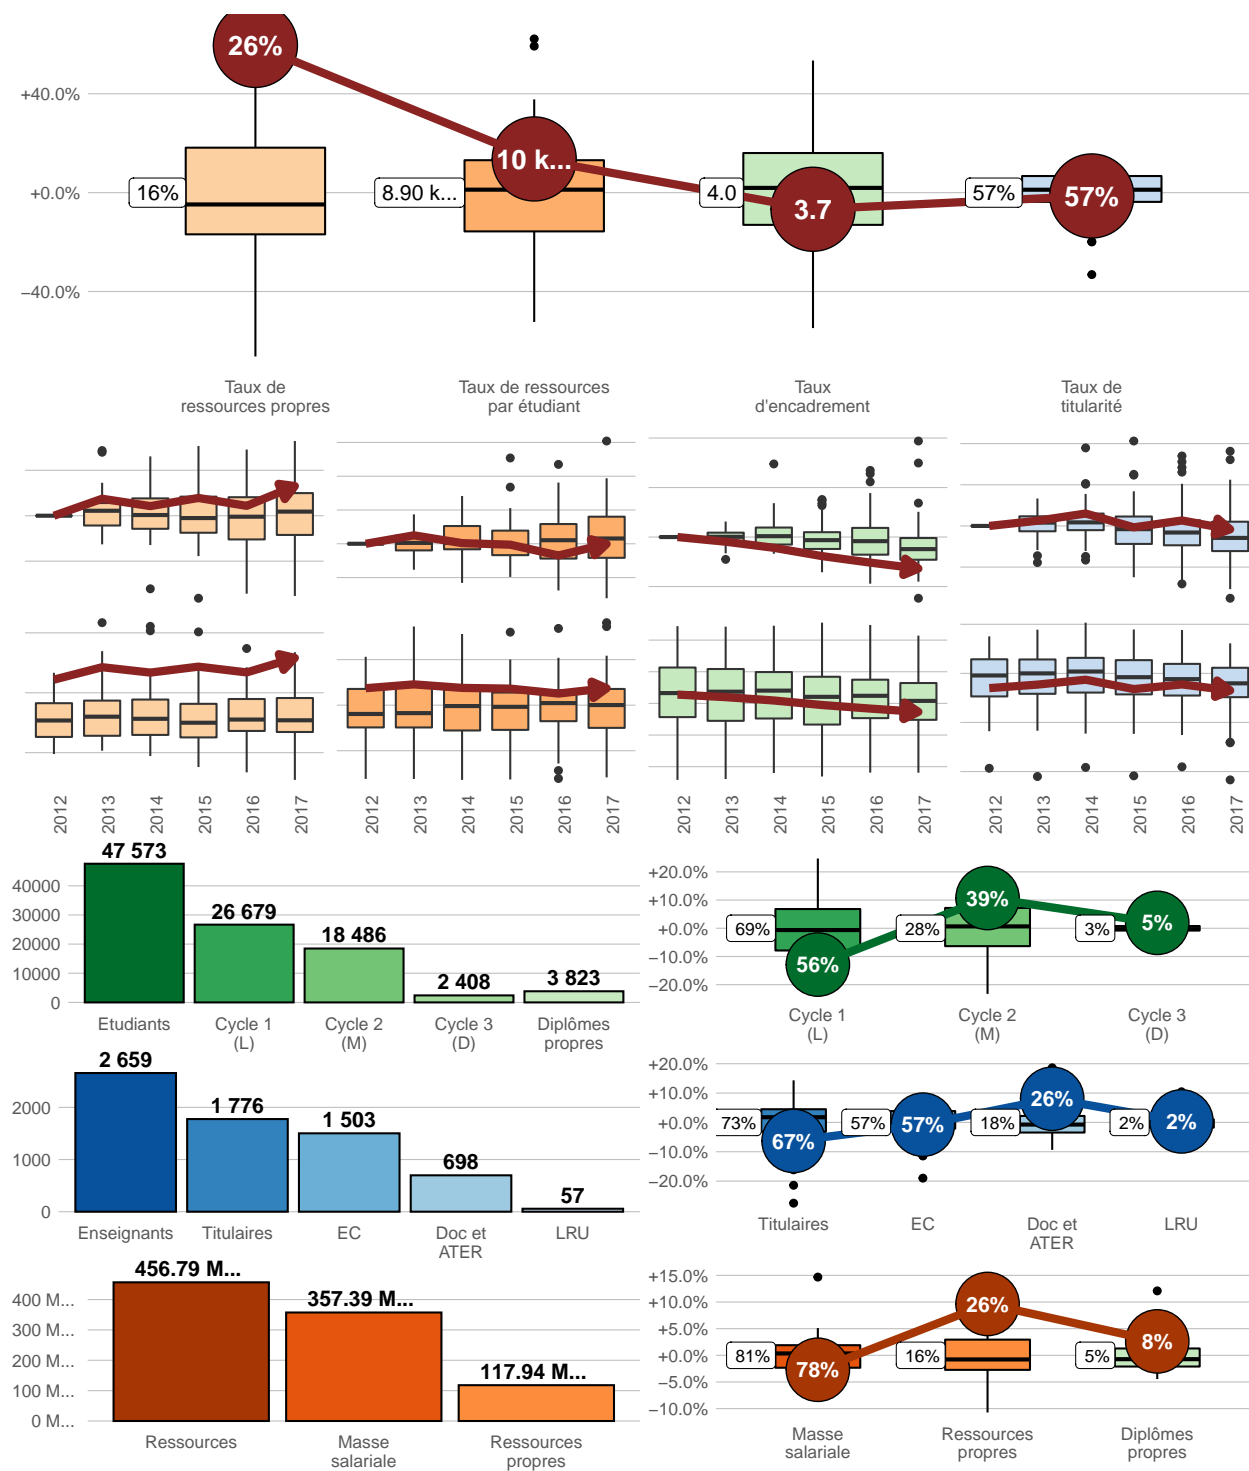 26%
+40.0%
10 k...
16%
8.90 k...
4.0
57%
+0.0%
3.7
57%
−40.0%
Taux de
ressources propres
Taux de ressources
par étudiant
Taux
d'encadrement
Taux de
titularité
2012
2013
2014
2015
2016
2017
2012
2013
2014
2015
2016
2017
2012
2013
2014
2015
2016
2017
2012
2013
2014
2015
2016
2017
47 573
26 679
18 486
2 408
3 823
40000
30000
20000
10000
0
Etudiants
Cycle 1
(L)
Cycle 2
(M)
Cycle 3
(D)
Diplômes
propres
+20.0%
+10.0%
+0.0%
−10.0%
−20.0%
69%
56%
28%
39%
3%
5%
Cycle 1
(L)
Cycle 2
(M)
Cycle 3
(D)
2 659
1 776
1 503
698
57
2000
1000
0
Enseignants
Titulaires
EC
Doc et
ATER
LRU
+20.0%
+10.0%
+0.0%
−10.0%
−20.0%
73%
67%
57%
57%
18%
26%
2%
2%
Titulaires
EC
Doc et
ATER
LRU
456.79 M...
357.39 M...
117.94 M...
400 M...
300 M...
200 M...
100 M...
0 M...
Ressources
Masse
salariale
Ressources
propres
+15.0%
+10.0%
+5.0%
+0.0%
−5.0%
−10.0%
81%
78%
16%
26%
5%
8%
Masse
salariale
Ressources
propres
Diplômes
propres